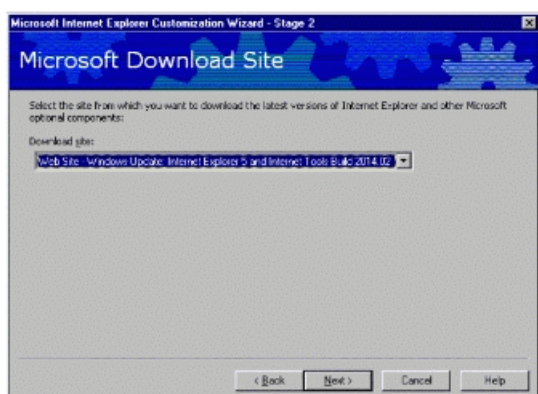 Microsoft Internet Explorer Customization Wizard - Stage 2
Microsoft Download Site
Select the site from which you want to download the latest versions of Internet Explorer and other Microsoft
optional components:
Download site:
Web Site - Windows Update: Internet Explorer 5 and Internet Tools Build 2014.02
< Back
Next >
Cancel
Help